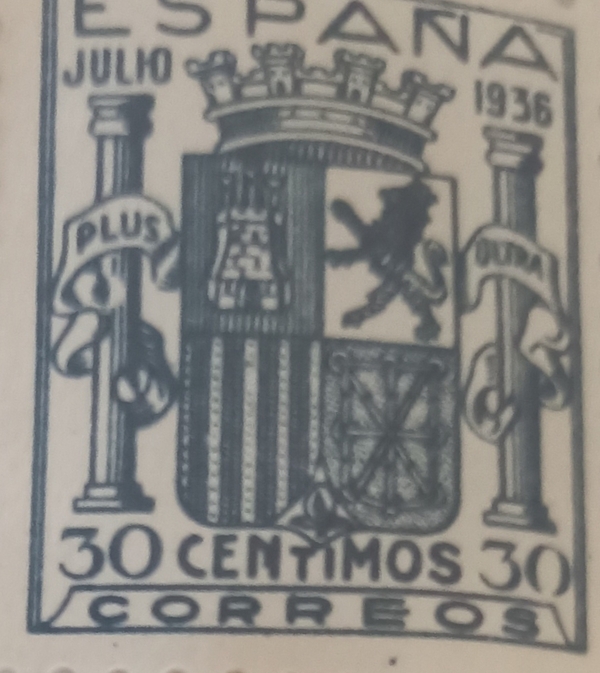 ESPAÑA
JULIO 1936
PLUS ULTRA
30 CENTIMOS 30
CORREOS